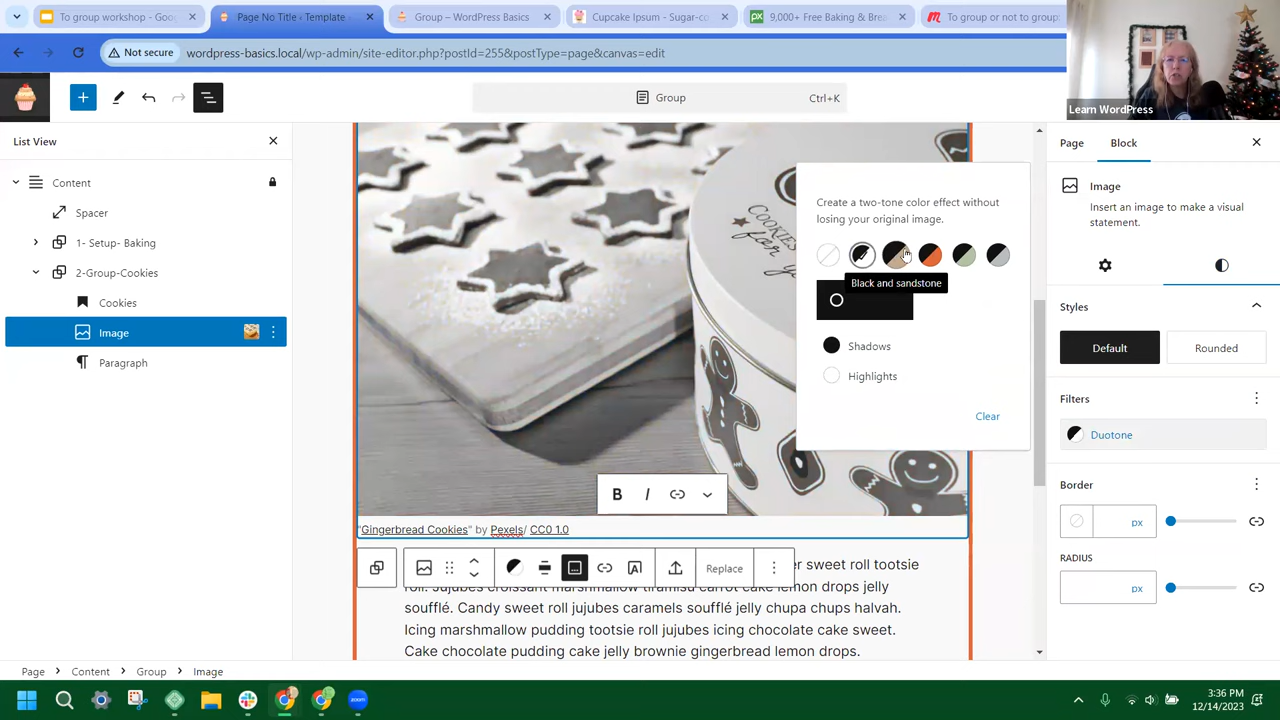 To group workshop - Goo
Page No Title ‹ Template ‹
Group – WordPress Basics
Cupcake Ipsum - Sugar-co
9,000+ Free Baking & Brea
To group or not to group:
Not secure
wordpress-basics.local/wp-admin/site-editor.php?postId=255&postType=page&canvas=edit
Group
Ctrl+K
Learn WordPress
List View
Content
Spacer
1- Setup- Baking
2-Group-Cookies
Cookies
Image
Paragraph
COOKIES
for
Create a two-tone color effect without
losing your original image.
Black and sandstone
Shadows
Highlights
Clear
B I
"Gingerbread Cookies" by Pexels/ CC0 1.0
Replace
er sweet roll tootsie
roll. Jujubes croissant marshmallow tiramisu carrot cake lemon drops jelly
soufflé. Candy sweet roll jujubes caramels soufflé jelly chupa chups halvah.
Icing marshmallow pudding tootsie roll jujubes icing chocolate cake sweet.
Cake chocolate pudding cake jelly brownie gingerbread lemon drops.
Page
Block
Image
Insert an image to make a visual
statement.
Styles
Default
Rounded
Filters
Duotone
Border
px
RADIUS
px
Page > Content > Group > Image
zoom
3:36 PM
12/14/2023